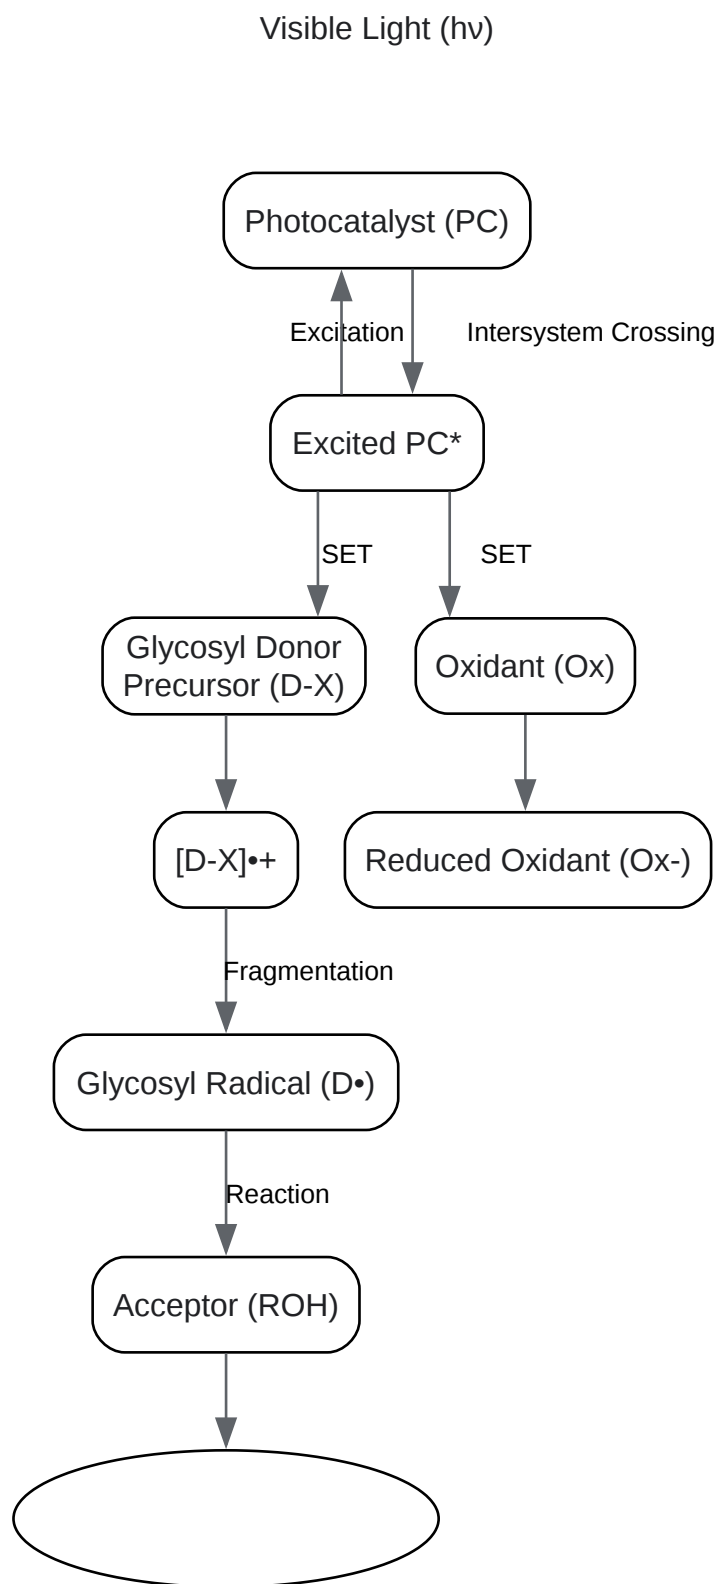 Visible Light (hν)
Photocatalyst (PC)
Excitation
Intersystem Crossing
Excited PC*
SET
SET
Glycosyl Donor
Precursor (D-X)
Oxidant (Ox)
[D-X]•+
Reduced Oxidant (Ox-)
Fragmentation
Glycosyl Radical (D•)
Reaction
Acceptor (ROH)